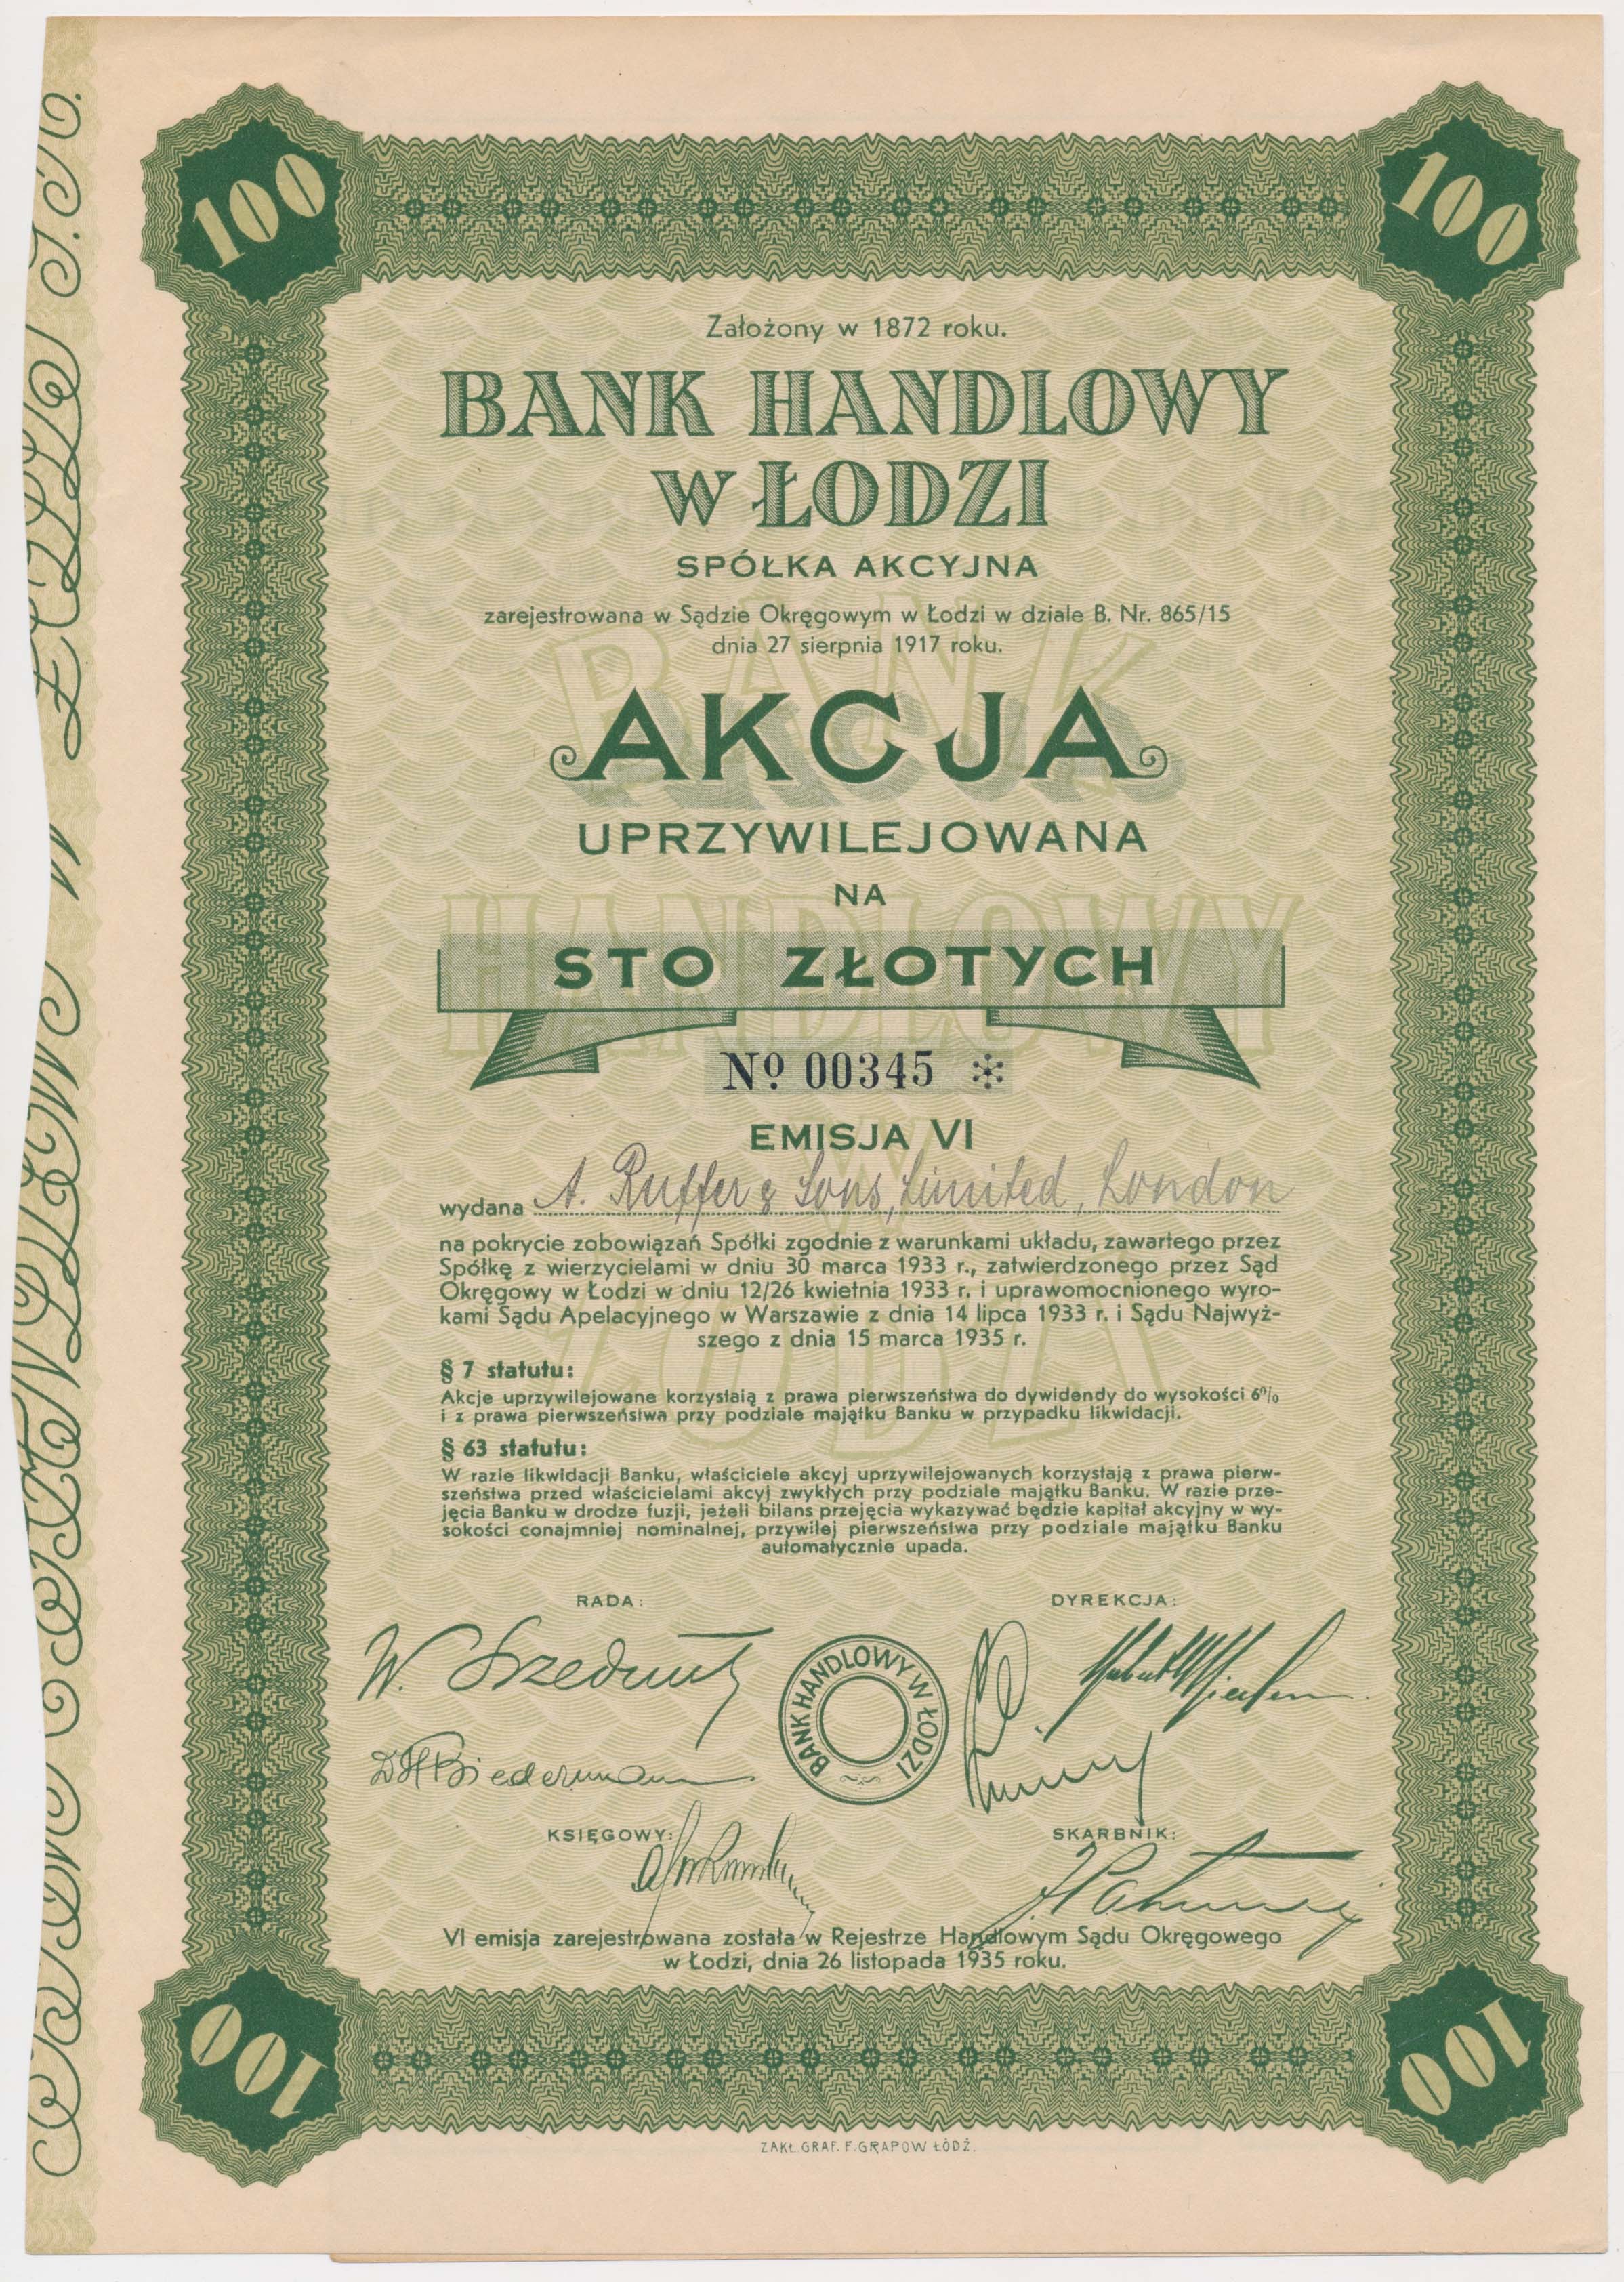 100
100
Założony w 1872 roku.
BANK HANDLOWY
W ŁODZI
SPÓŁKA AKCYJNA
zarejestrowana w Sądzie Okręgowym w Łodzi w dziale B. Nr. 865/15
dnia 27 sierpnia 1917 roku.
AKCJA
UPRZYWILEJOWANA
NA
STO ZŁOTYCH
Nº 00345 *
EMISJA VI
wydana A. Ruffer & Sons, Limited, London
na pokrycie zobowiązań Spółki zgodnie z warunkami układu, zawartego przez
Spółkę z wierzycielami w dniu 30 marca 1933 r., zatwierdzonego przez Sąd
Okręgowy w Łodzi w dniu 12/26 kwietnia 1933 r. i uprawomocnionego wyro-
kami Sądu Apelacyjnego w Warszawie z dnia 14 lipca 1933 r. i Sądu Najwyż-
szego z dnia 15 marca 1935 r.
§ 7 statutu:
Akcje uprzywilejowane korzystają z prawa pierwszeństwa do dywidendy do wysokości 6%
i z prawa pierwszeństwa przy podziale majątku Banku w przypadku likwidacji.
§ 63 statutu:
W razie likwidacji Banku, właściciele akcyj uprzywilejowanych korzystają z prawa pierw-
szeństwa przed właścicielami akcyj zwykłych przy podziale majątku Banku. W razie prze-
jęcia Banku w drodze fuzji, jeżeli bilans przejęcia wykazywać będzie kapitał akcyjny w wy-
sokości conajmniej nominalnej, przywilej pierwszeństwa przy podziale majątku Banku
automatycznie upada.
RADA:
DYREKCJA:
BANK HANDLOWY W ŁODZI
D H Biedermann
KSIĘGOWY:
SKARBNIK:
VI emisja zarejestrowana została w Rejestrze Handlowym Sądu Okręgowego
w Łodzi, dnia 26 listopada 1935 roku.
100
100
ZAKŁ. GRAF. F. GRAPOW ŁÓDŹ.
BANK
HANDLOWY
W
ŁODZI